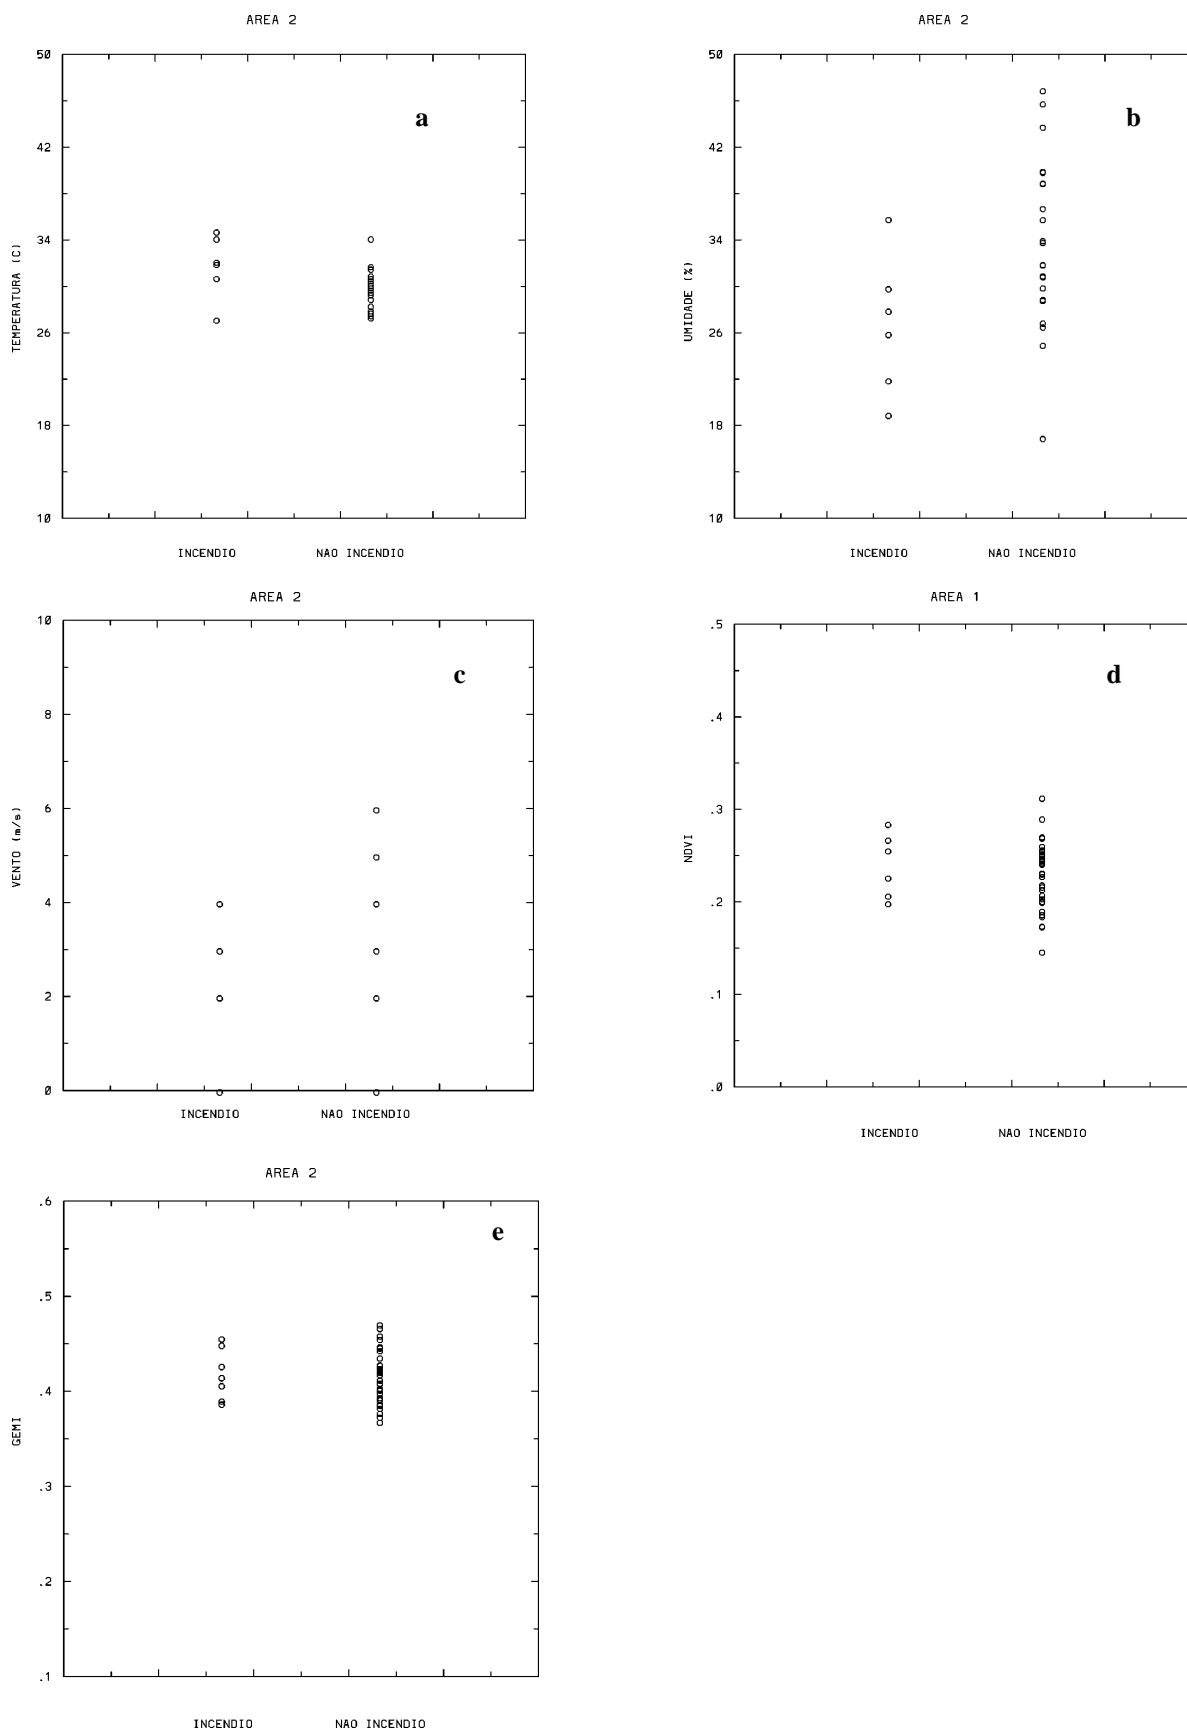 AREA 2
50
42
34
26
18
10
TEMPERATURA (C)
a
INCENDIO
NAO INCENDIO
AREA 2
50
42
34
26
18
10
UMIDADE (%)
b
INCENDIO
NAO INCENDIO
AREA 2
10
8
6
4
2
0
VENTO (m/s)
c
INCENDIO
NAO INCENDIO
AREA 1
.5
.4
.3
.2
.1
.0
NDVI
d
INCENDIO
NAO INCENDIO
AREA 2
.6
.5
.4
.3
.2
.1
GEMI
e
INCENDIO
NAO INCENDIO